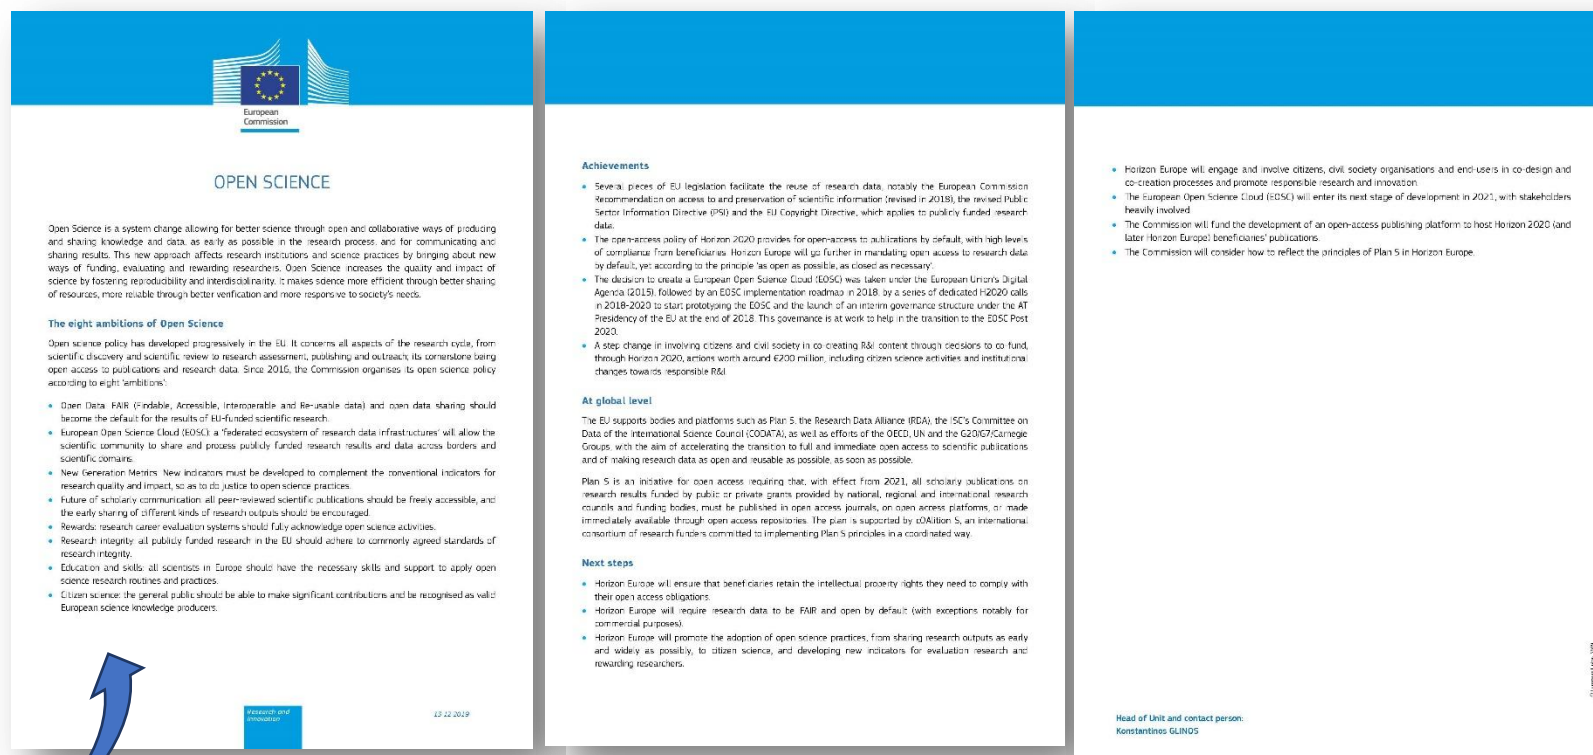 European
Commission
OPEN SCIENCE
Open Science is a system change allowing for better science through open and collaborative ways of producing
and sharing knowledge and data, as early as possible in the research process, and for communicating and
sharing results. This new approach affects research institutions and science practices by bringing about new
ways of funding, evaluating and rewarding researchers. Open Science increases the quality and impact of
science by fostering reproducibility and interdisciplinarity. It makes science more efficient through better sharing
of resources, more reliable through better verification and more responsive to society's needs.
The eight ambitions of Open Science
Open science policy has developed progressively in the EU. It concerns all aspects of the research cycle, from
scientific discovery and scientific review to research assessment, publishing and outreach; its cornerstone being
open access to publications and research data. Since 2016, the Commission organises its open science policy
according to eight 'ambitions':
• Open Data: FAIR (Findable, Accessible, Interoperable and Re-usable data) and open data sharing should
become the default for the results of EU-funded scientific research.
• European Open Science Cloud (EOSC): a 'federated ecosystem of research data infrastructures' will allow the
scientific community to share and process publicly funded research results and data across borders and
scientific domains.
• New Generation Metrics: New indicators must be developed to complement the conventional indicators for
research quality and impact, so as to do justice to open science practices.
• Future of scholarly communication: all peer-reviewed scientific publications should be freely accessible, and
the early sharing of different kinds of research outputs should be encouraged.
• Rewards: research career evaluation systems should fully acknowledge open science activities.
• Research integrity: all publicly funded research in the EU should adhere to commonly agreed standards of
research integrity.
• Education and skills: all scientists in Europe should have the necessary skills and support to apply open
science research routines and practices.
• Citizen science: the general public should be able to make significant contributions and be recognised as valid
European science knowledge producers.
Research and
Innovation
13-12-2019
Achievements
• Several pieces of EU legislation facilitate the reuse of research data, notably the European Commission
Recommendation on access to and preservation of scientific information (revised in 2018), the revised Public
Sector Information Directive (PSI) and the EU Copyright Directive, which applies to publicly funded research
data.
• The open-access policy of Horizon 2020 provides for open-access to publications by default, with high levels
of compliance from beneficiaries. Horizon Europe will go further in mandating open access to research data
by default, yet according to the principle 'as open as possible, as closed as necessary'.
• The decision to create a European Open Science Cloud (EOSC) was taken under the European Union's Digital
Agenda (2015), followed by an EOSC implementation roadmap in 2018, by a series of dedicated H2020 calls
in 2018-2020 to start prototyping the EOSC and the launch of an interim governance structure under the AT
Presidency of the EU at the end of 2018. This governance is at work to help in the transition to the EOSC Post
2020.
• A step change in involving citizens and civil society in co-creating R&I content through decisions to co-fund,
through Horizon 2020, actions worth around €200 million, including citizen science activities and institutional
changes towards responsible R&I
At global level
The EU supports bodies and platforms such as Plan S, the Research Data Alliance (RDA), the ISC's Committee on
Data of the International Science Council (CODATA), as well as efforts of the OECD, UN and the G20/G7/Carnegie
Groups, with the aim of accelerating the transition to full and immediate open access to scientific publications
and of making research data as open and reusable as possible, as soon as possible.
Plan S is an initiative for open access requiring that, with effect from 2021, all scholarly publications on
research results funded by public or private grants provided by national, regional and international research
councils and funding bodies, must be published in open access journals, on open access platforms, or made
immediately available through open access repositories. The plan is supported by cOAlition S, an international
consortium of research funders committed to implementing Plan S principles in a coordinated way.
Next steps
• Horizon Europe will ensure that beneficiaries retain the intellectual property rights they need to comply with
their open access obligations.
• Horizon Europe will require research data to be FAIR and open by default (with exceptions notably for
commercial purposes).
• Horizon Europe will promote the adoption of open science practices, from sharing research outputs as early
and widely as possibly, to citizen science, and developing new indicators for evaluation research and
rewarding researchers.
• Horizon Europe will engage and involve citizens, civil society organisations and end-users in co-design and
co-creation processes and promote responsible research and innovation.
• The European Open Science Cloud (EOSC) will enter its next stage of development in 2021, with stakeholders
heavily involved.
• The Commission will fund the development of an open-access publishing platform to host Horizon 2020 (and
later Horizon Europe) beneficiaries' publications.
• The Commission will consider how to reflect the principles of Plan S in Horizon Europe.
Head of Unit and contact person:
Konstantinos GLINOS